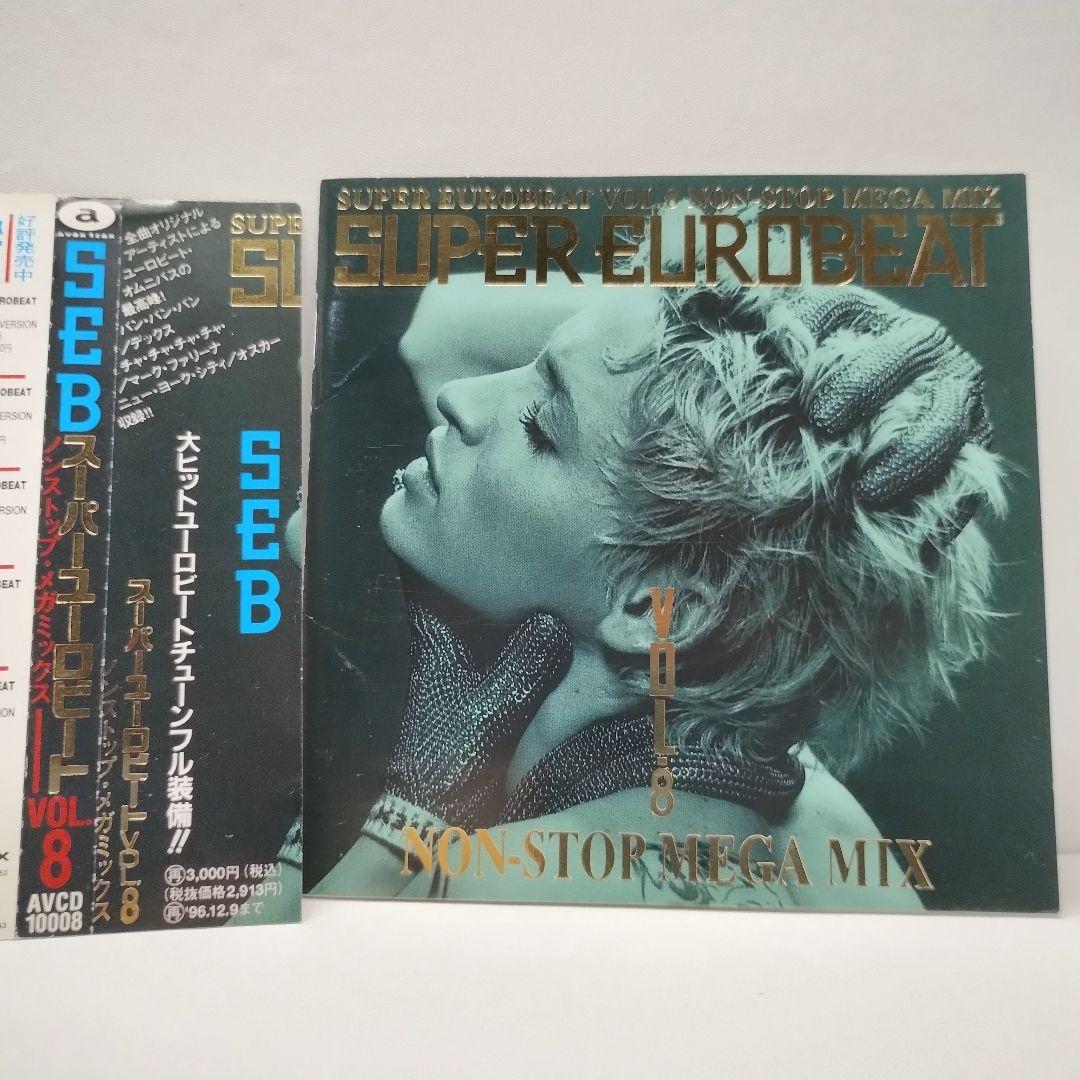 好評発売中
EUROBEAT
VERSION
EUROBEAT
VERSION
円
BEAT
ERSION
EAT
EAT
ION
a
SEB
スーパーユーロビート
ノンストップ・メガミックス
VOL.
8
AVCD
10008
全曲オリジナル
アーティストによる
ユーロビート・
オムニバスの
最高峰!
バン・バン・バン
/デックス
チャ・チャ・チャ・チャ
/マーク・ファリーナ
ニュー・ヨーク・シティ/オスカー
収録!!
SUPE
SU
SEB
大ヒットユーロビートチューンフル装備!!
スーパーユーロビートVOL.8
ノンストップ・メガミックス
再3,000円(税込)
(税抜価格2,913円)
再'96.12.9まで
SUPER EUROBEAT VOL.8 NON-STOP MEGA MIX
SUPER EUROBEAT
VOL.8
NON-STOP MEGA MIX